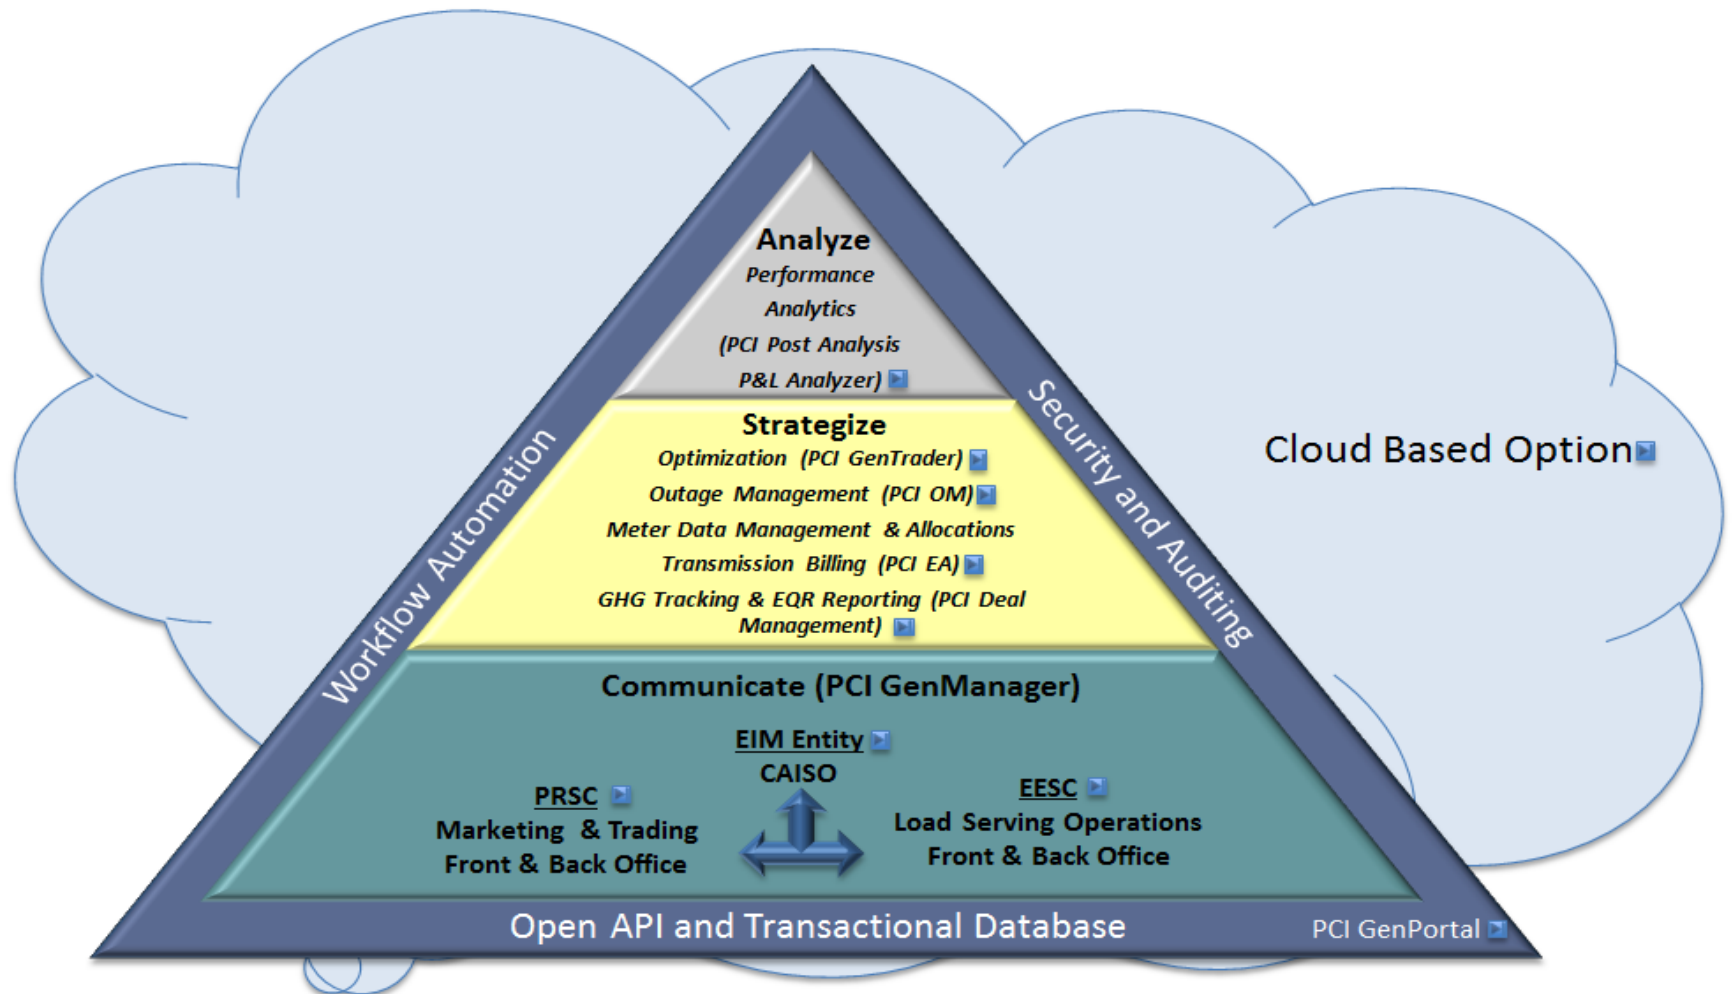 Analyze
Performance
Analytics
(PCI Post Analysis
P&L Analyzer)
Strategize
Optimization (PCI GenTrader)
Outage Management (PCI OM)
Meter Data Management & Allocations
Transmission Billing (PCI EA)
GHG Tracking & EQR Reporting (PCI Deal
Management)
Workflow Automation
Security and Auditing
Cloud Based Option
Communicate (PCI GenManager)
EIM Entity
CAISO
PRSC
Marketing & Trading
Front & Back Office
EESC
Load Serving Operations
Front & Back Office
Open API and Transactional Database
PCI GenPortal